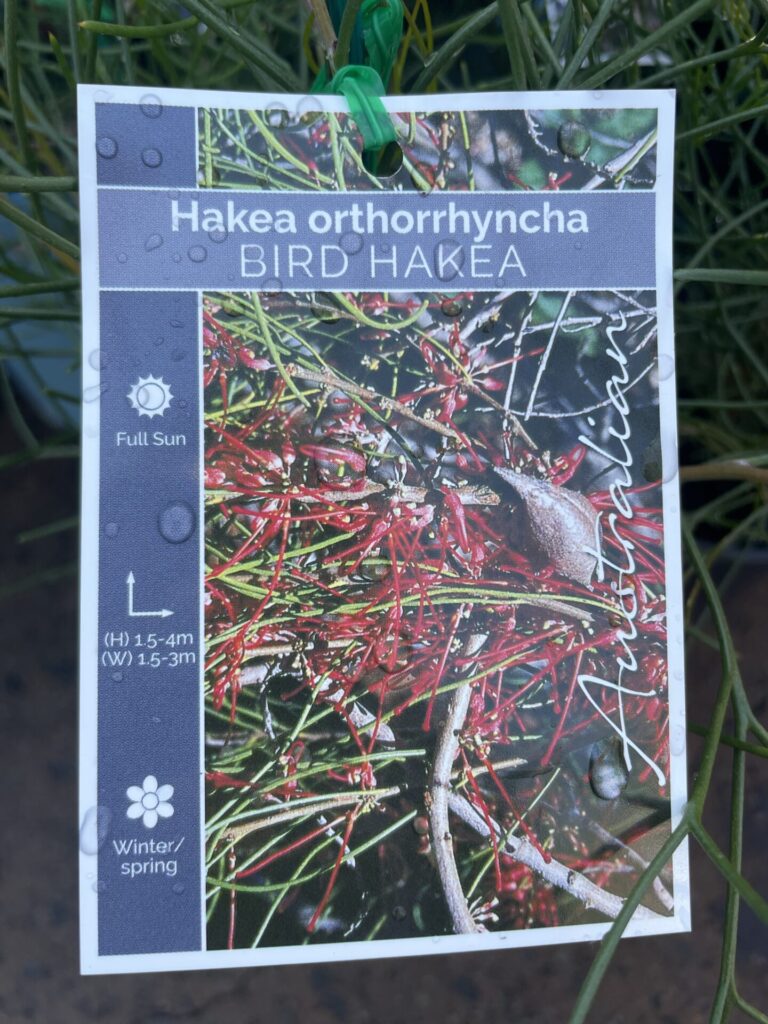 Hakea orthorrhyncha
BIRD HAKEA
Full Sun
(H) 1.5-4m
(W) 1.5-3m
Winter/
spring
Australian